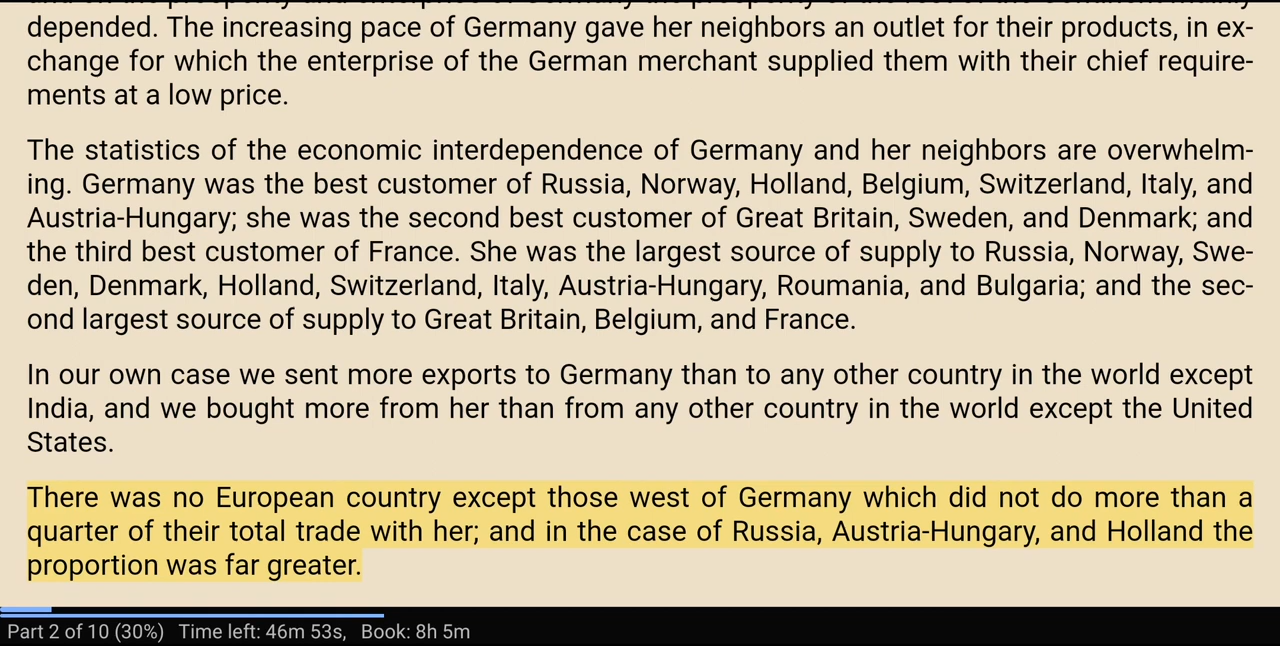 depended. The increasing pace of Germany gave her neighbors an outlet for their products, in ex-
change for which the enterprise of the German merchant supplied them with their chief require-
ments at a low price.
The statistics of the economic interdependence of Germany and her neighbors are overwhelm-
ing. Germany was the best customer of Russia, Norway, Holland, Belgium, Switzerland, Italy, and
Austria-Hungary; she was the second best customer of Great Britain, Sweden, and Denmark; and
the third best customer of France. She was the largest source of supply to Russia, Norway, Swe-
den, Denmark, Holland, Switzerland, Italy, Austria-Hungary, Roumania, and Bulgaria; and the sec-
ond largest source of supply to Great Britain, Belgium, and France.
In our own case we sent more exports to Germany than to any other country in the world except
India, and we bought more from her than from any other country in the world except the United
States.
There was no European country except those west of Germany which did not do more than a
quarter of their total trade with her; and in the case of Russia, Austria-Hungary, and Holland the
proportion was far greater.
Part 2 of 10 (30%) Time left: 46m 53s, Book: 8h 5m